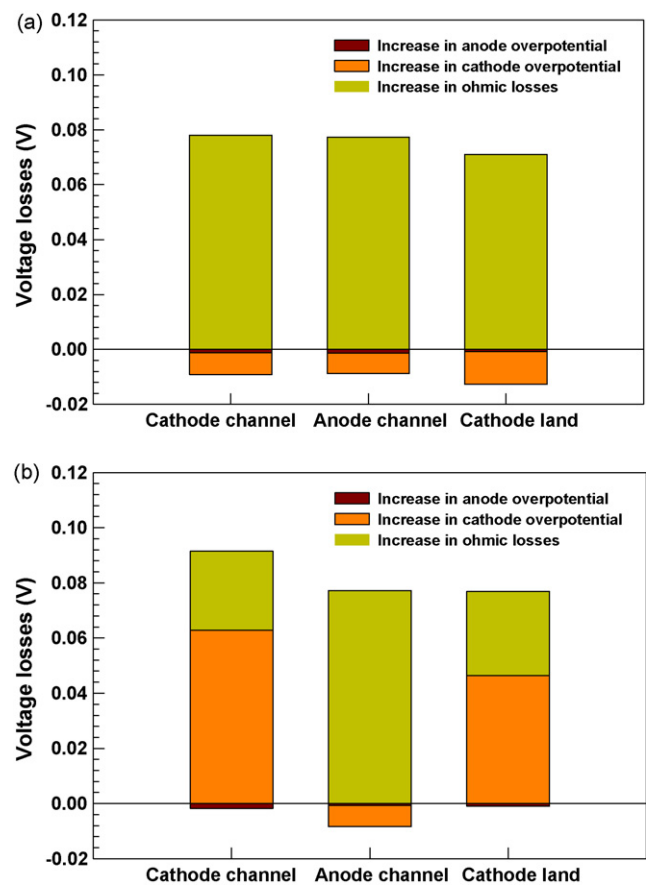 (a)
0.12
0.10
0.08
0.06
0.04
0.02
0.00
-0.02
Voltage losses (V)
Increase in anode overpotential
Increase in cathode overpotential
Increase in ohmic losses
Cathode channel Anode channel Cathode land
(b)
0.12
0.10
0.08
0.06
0.04
0.02
0.00
-0.02
Voltage losses (V)
Increase in anode overpotential
Increase in cathode overpotential
Increase in ohmic losses
Cathode channel Anode channel Cathode land